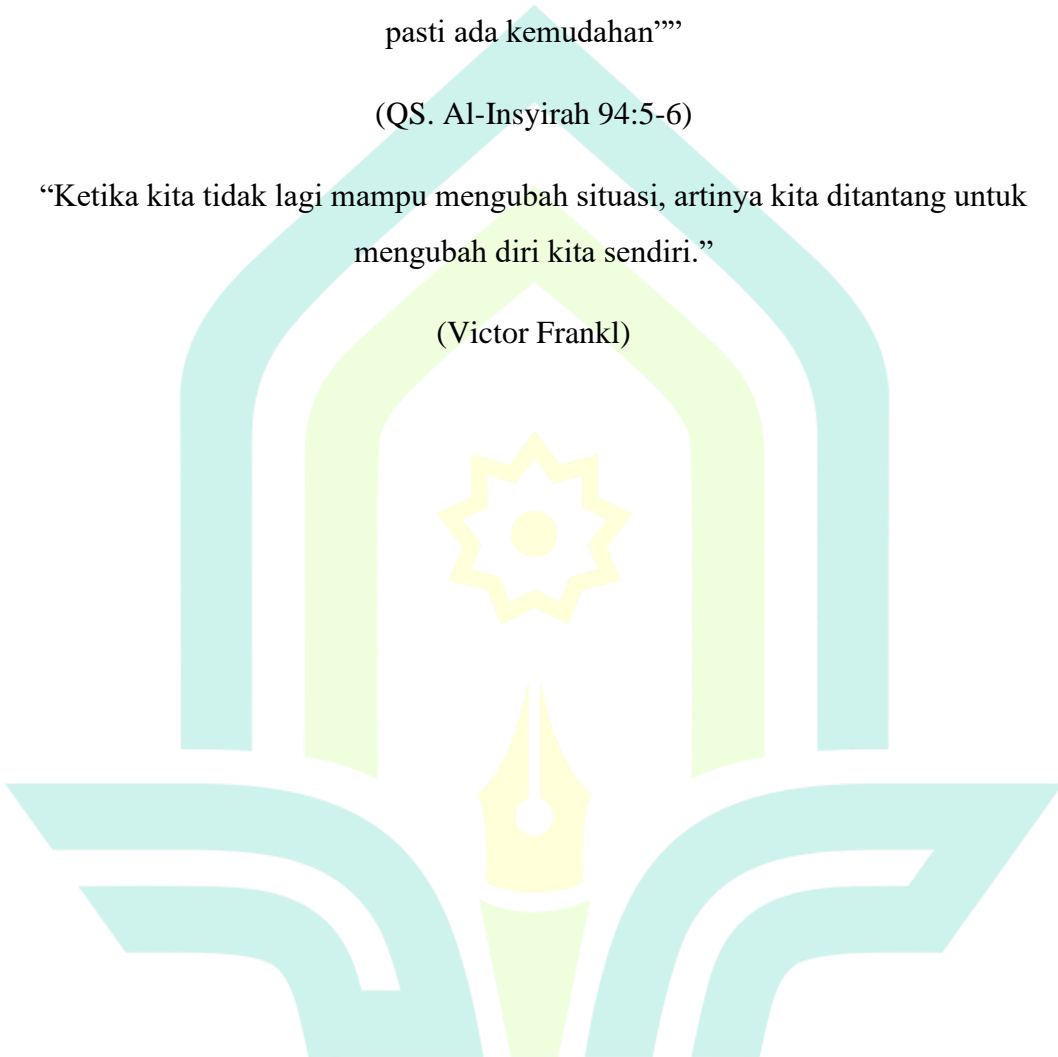 pasti ada kemudahan””
(QS. Al-Insyirah 94:5-6)
“Ketika kita tidak lagi mampu mengubah situasi, artinya kita ditantang untuk
mengubah diri kita sendiri.”
(Victor Frankl)